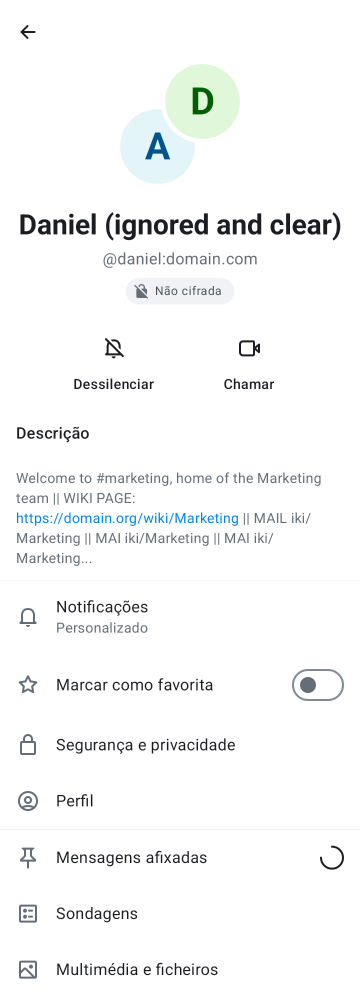 D
A
Daniel (ignored and clear)
@daniel:domain.com
Não cifrada
Dessilenciar
Chamar
Descrição
Welcome to #marketing, home of the Marketing
team || WIKI PAGE:
https://domain.org/wiki/Marketing || MAIL iki/
Marketing || MAI iki/Marketing || MAI iki/
Marketing...
Notificações
Personalizado
Marcar como favorita
Segurança e privacidade
Perfil
Mensagens afixadas
Sondagens
Multimédia e ficheiros